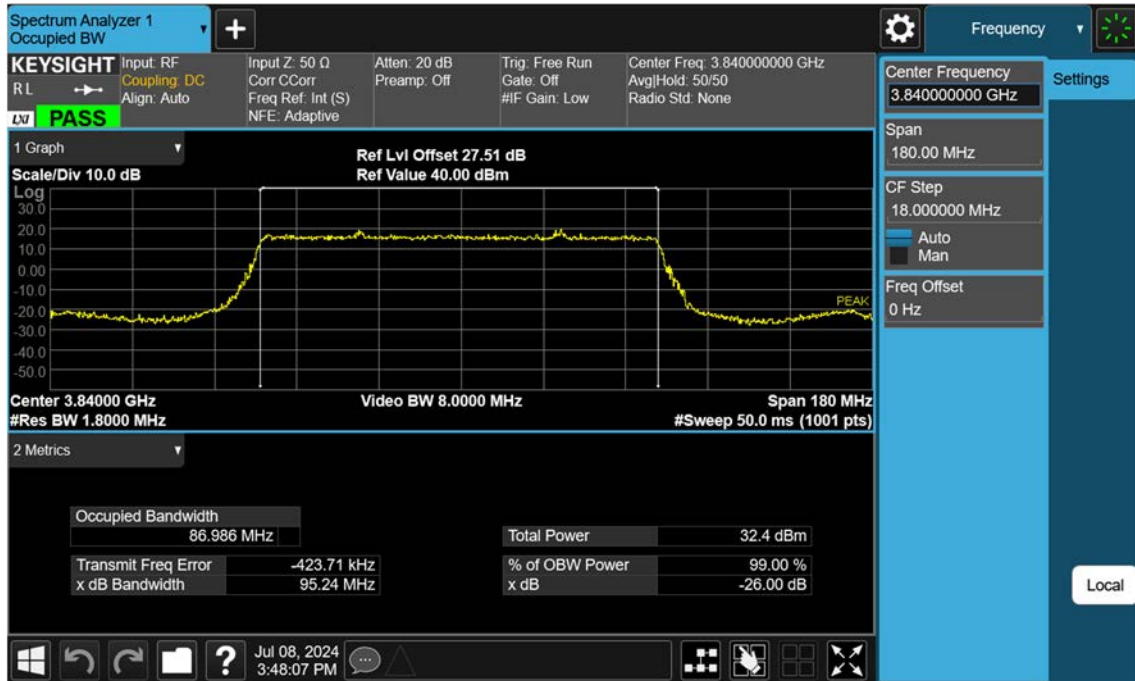 Spectrum Analyzer 1
Occupied BW
+
Frequency
KEYSIGHT
R L
LXI
PASS
Input: RF
Coupling: DC
Align: Auto
Input Z: 50 Ω
Corr CCorr
Freq Ref: Int (S)
NFE: Adaptive
Atten: 20 dB
Preamp: Off
Trig: Free Run
Gate: Off
#IF Gain: Low
Center Freq: 3.840000000 GHz
Avg|Hold: 50/50
Radio Std: None
Center Frequency
3.840000000 GHz
Settings
Span
180.00 MHz
CF Step
18.000000 MHz
Auto
Man
Freq Offset
0 Hz
Local
1 Graph
Scale/Div 10.0 dB
Ref Lvl Offset 27.51 dB
Ref Value 40.00 dBm
Log
30.0
20.0
10.0
0.00
-10.0
-20.0
-30.0
-40.0
-50.0
PEAK
Center 3.84000 GHz
#Res BW 1.8000 MHz
Video BW 8.0000 MHz
Span 180 MHz
#Sweep 50.0 ms (1001 pts)
2 Metrics
Occupied Bandwidth
86.986 MHz
Total Power 32.4 dBm
Transmit Freq Error -423.71 kHz
% of OBW Power 99.00 %
x dB Bandwidth 95.24 MHz
x dB -26.00 dB
?
Jul 08, 2024
3:48:07 PM